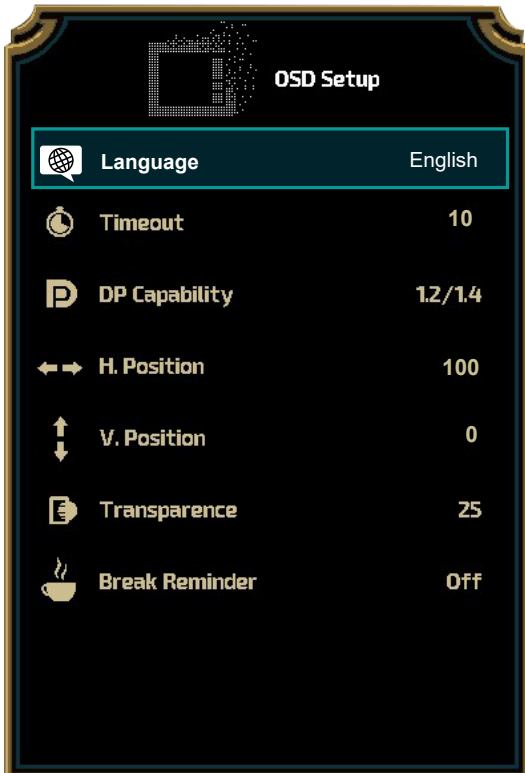 OSD Setup
Language English
Timeout 10
DP Capability 1.2/1.4
H. Position 100
V. Position 0
Transparence 25
Break Reminder Off